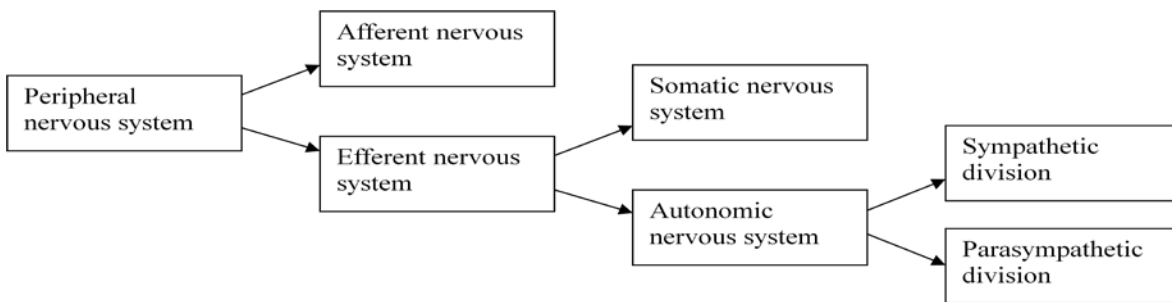 Afferent nervous
system
Peripheral
nervous system
Somatic nervous
system
Efferent nervous
system
Sympathetic
division
Autonomic
nervous system
Parasympathetic
division